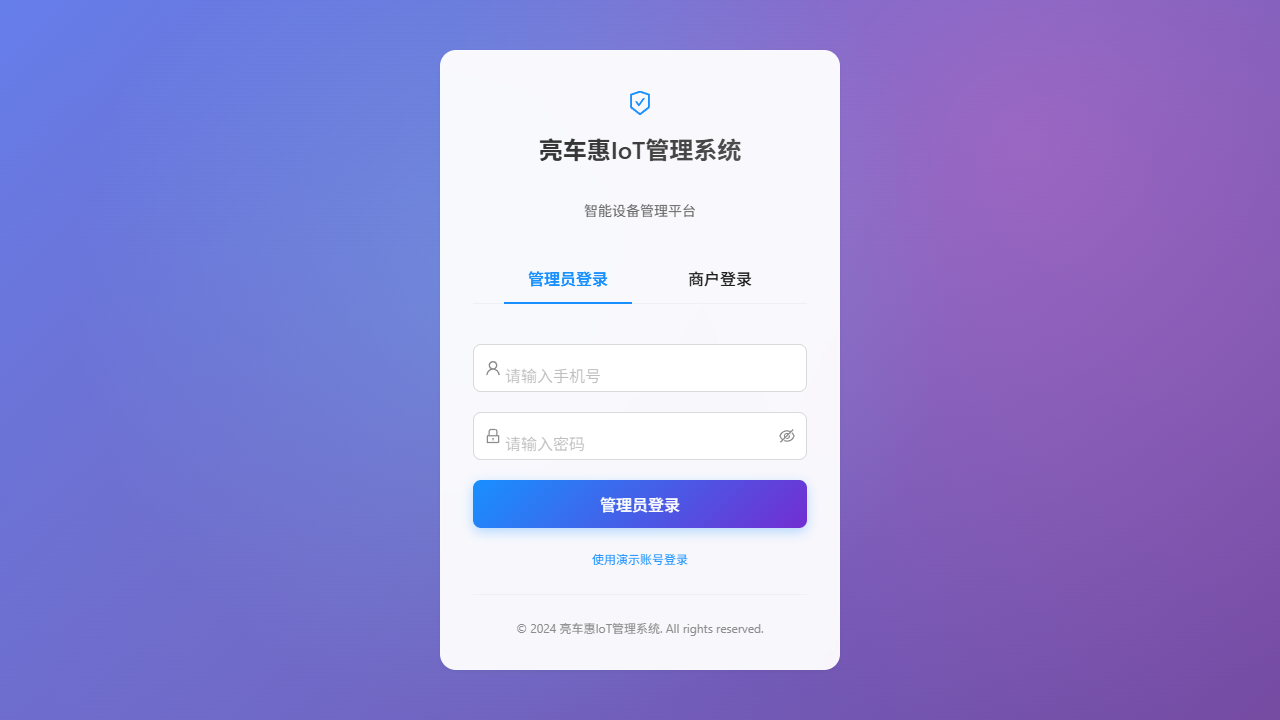 亮车惠IoT管理系统
智能设备管理平台
管理员登录 商户登录
请输入手机号
请输入密码
管理员登录
使用演示账号登录
© 2024 亮车惠IoT管理系统. All rights reserved.